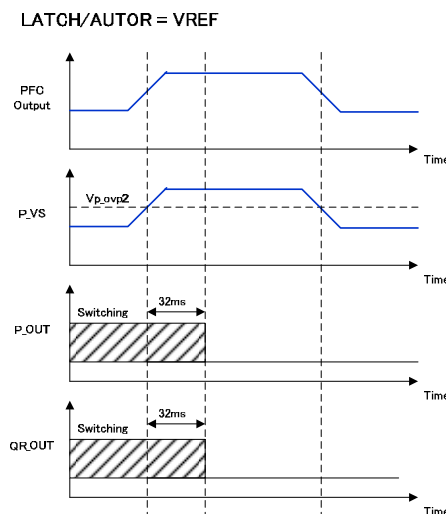 LATCH/AUTOR = VREF
PFC
Output
Time
Vp_ovp2
P_VS
Time
32ms
Switching
P_OUT
Time
32ms
Switching
QR_OUT
Time